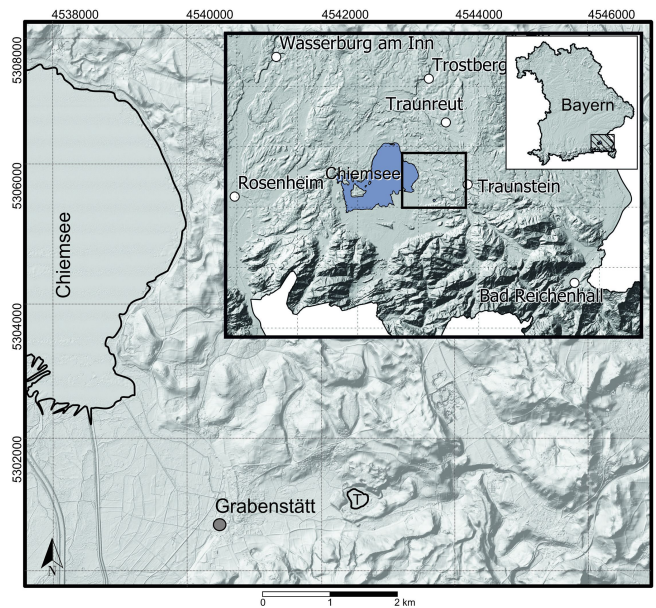 4538000
4540000
4542000
4544000
4546000
5308000
5306000
5304000
5302000
Wasserburg am Inn
Trostberg
Traunreut
Bayern
Chiemsee
Rosenheim
Traunstein
Bad Reichenhall
Chiemsee
Grabenstätt
T
N
0
1
2 km